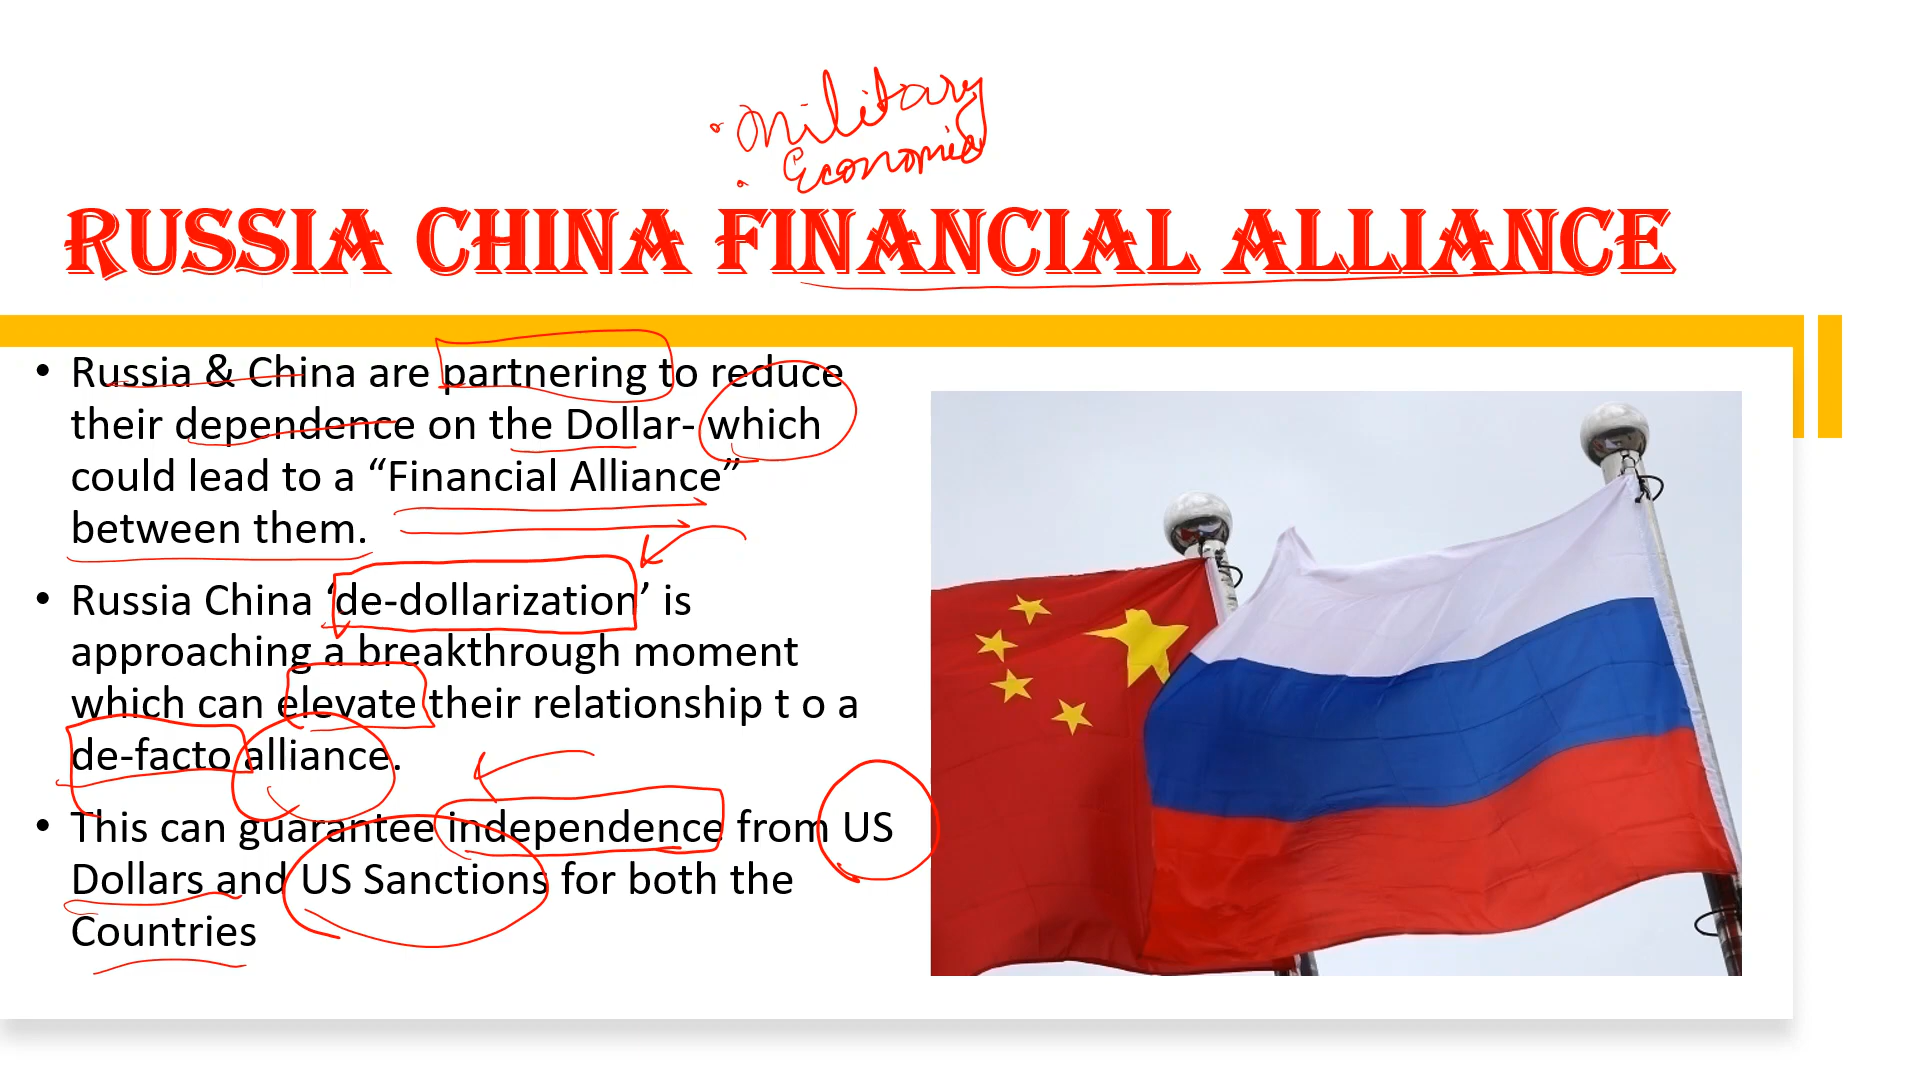 • Military
• Economic
RUSSIA CHINA FINANCIAL ALLIANCE
• Russia & China are partnering to reduce
their dependence on the Dollar- which
could lead to a “Financial Alliance”
between them.
• Russia China ‘de-dollarization’ is
approaching a breakthrough moment
which can elevate their relationship t o a
de-facto alliance.
• This can guarantee independence from US
Dollars and US Sanctions for both the
Countries